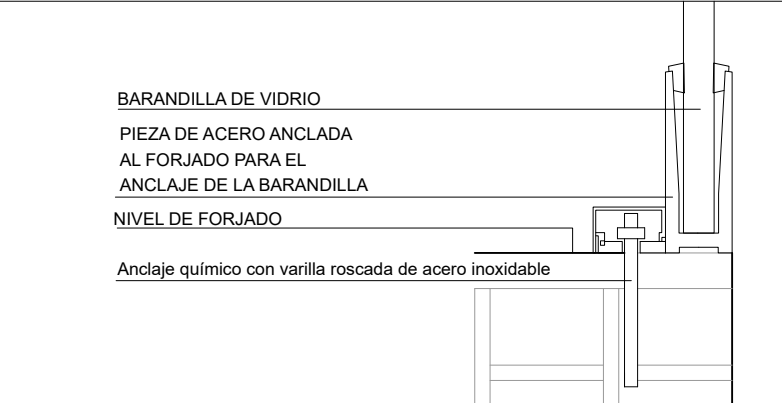 BARANDILLA DE VIDRIO
PIEZA DE ACERO ANCLADA
AL FORJADO PARA EL
ANCLAJE DE LA BARANDILLA
NIVEL DE FORJADO
Anclaje químico con varilla roscada de acero inoxidable